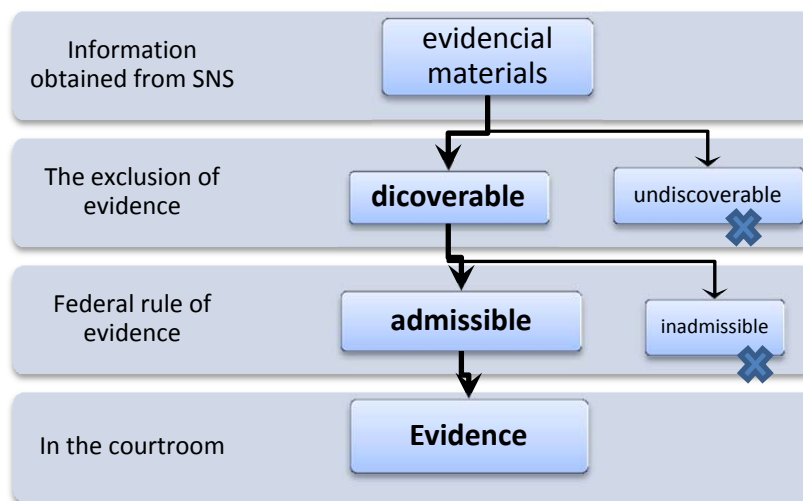 Information
obtained from SNS
evidencial
materials
The exclusion of
evidence
dicoverable
undiscoverable
Federal rule of
evidence
admissible
inadmissible
In the courtroom
Evidence